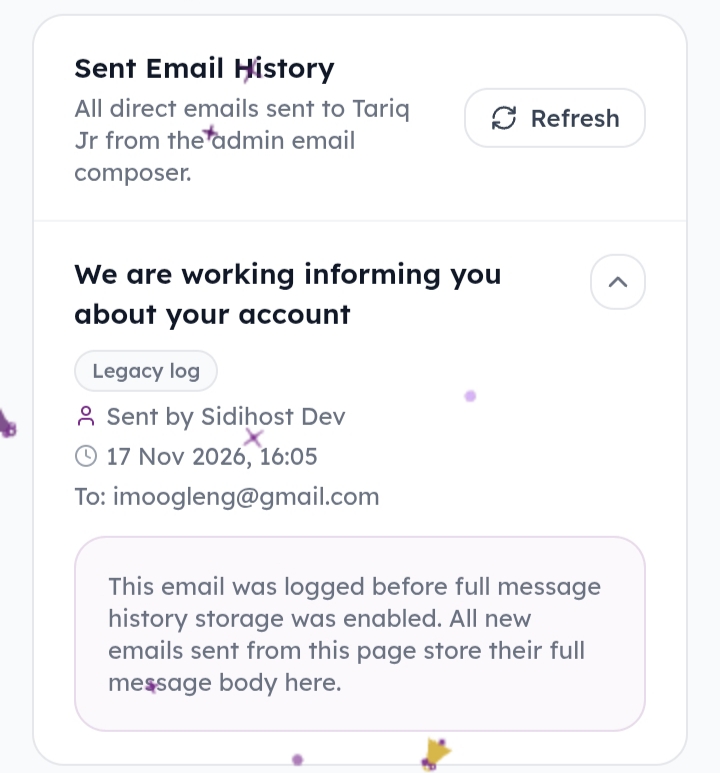 Sent Email History
All direct emails sent to Tariq
Jr from the admin email
composer.
Refresh
We are working informing you
about your account
Legacy log
Sent by Sidihost Dev
17 Nov 2026, 16:05
To: imoogleng@gmail.com
This email was logged before full message
history storage was enabled. All new
emails sent from this page store their full
message body here.